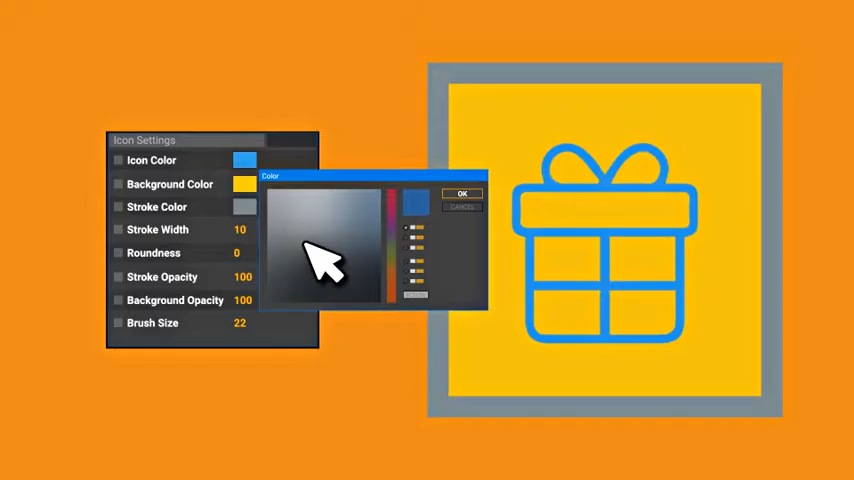 Icon Settings
Icon Color
Background Color
Stroke Color
Stroke Width 10
Roundness 0
Stroke Opacity 100
Background Opacity 100
Brush Size 22
Color
OK
CANCEL